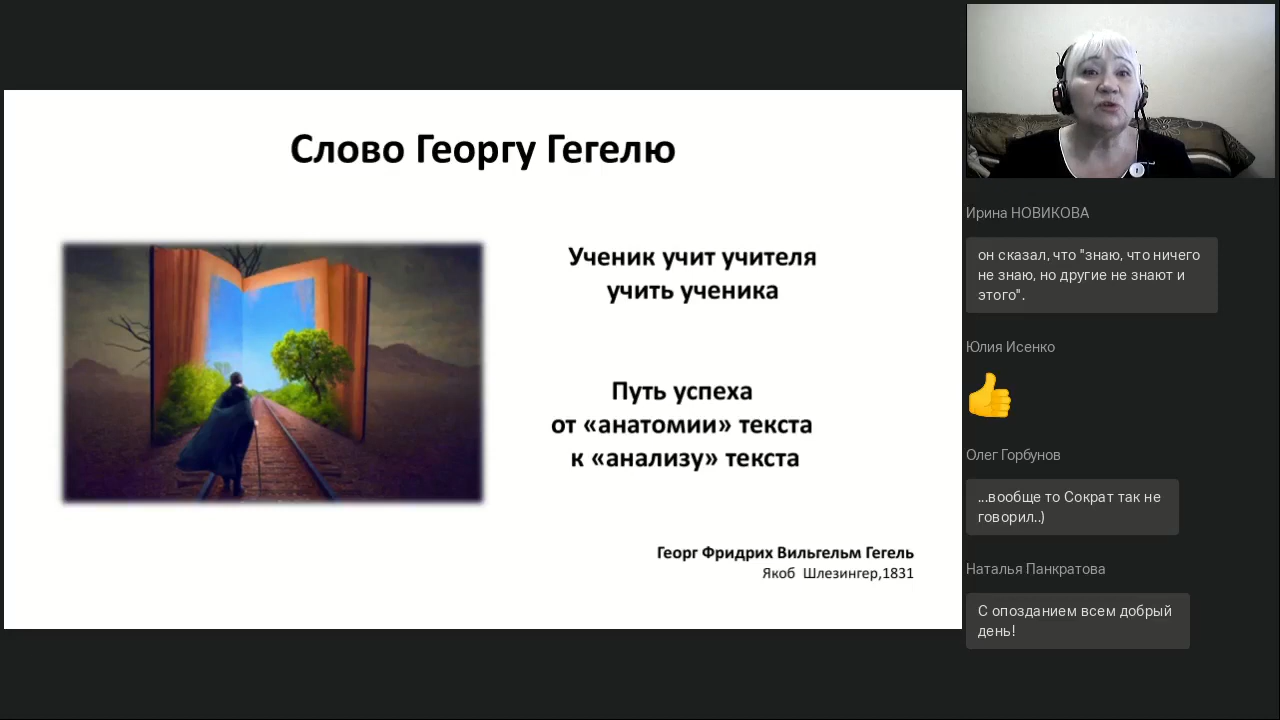 Слово Георгу Гегелю
Ученик учит учителя
учить ученика
Путь успеха
от «анатомии» текста
к «анализу» текста
Георг Фридрих Вильгельм Гегель
Якоб Шлезингер,1831
Ирина НОВИКОВА
он сказал, что "знаю, что ничего
не знаю, но другие не знают и
этого".
Юлия Исенко
Олег Горбунов
...вообще то Сократ так не
говорил..)
Наталья Панкратова
С опозданием всем добрый
день!